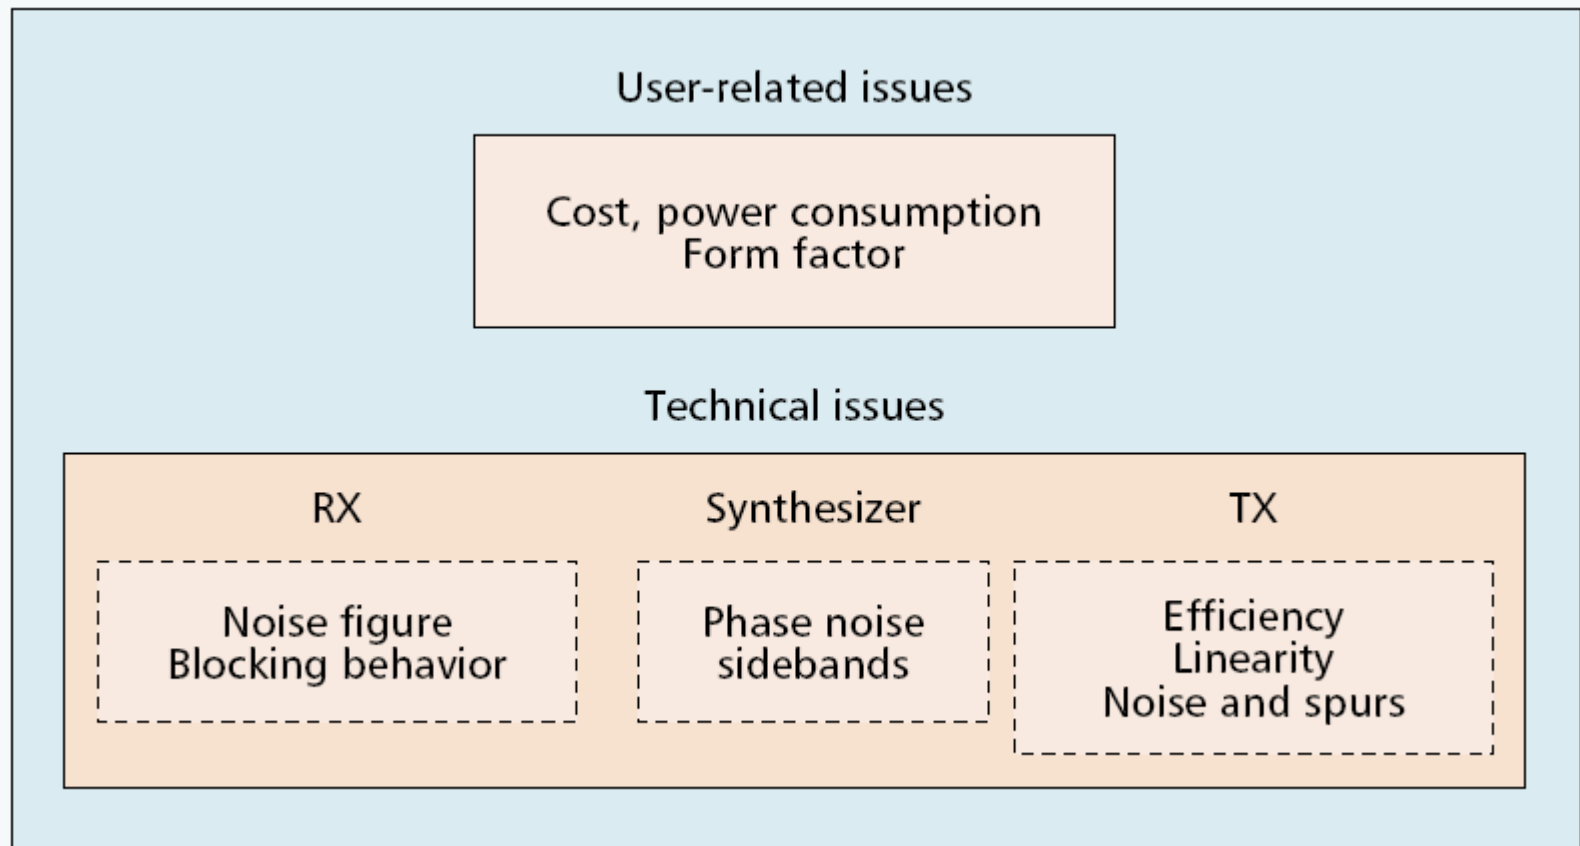 User-related issues
Cost, power consumption
Form factor
Technical issues
RX
Noise figure
Blocking behavior
Synthesizer
Phase noise
sidebands
TX
Efficiency
Linearity
Noise and spurs